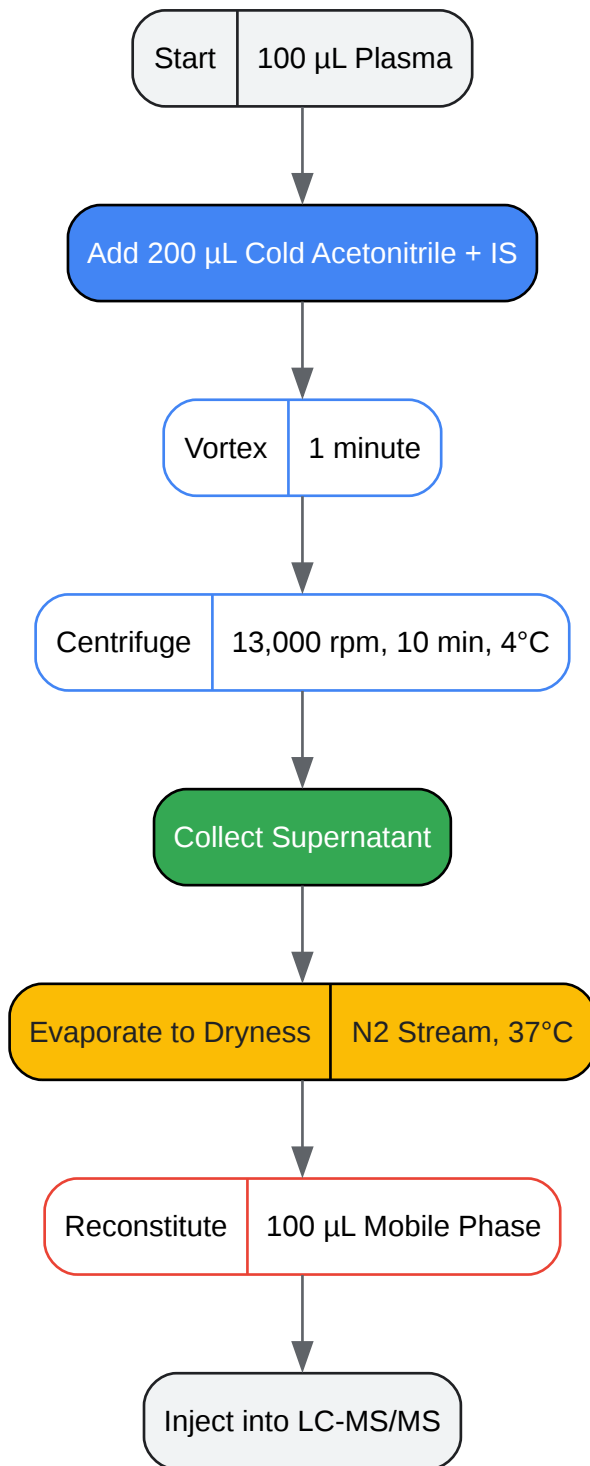 Start 100 µL Plasma
Add 200 µL Cold Acetonitrile + IS
Vortex 1 minute
Centrifuge 13,000 rpm, 10 min, 4°C
Collect Supernatant
Evaporate to Dryness N2 Stream, 37°C
Reconstitute 100 µL Mobile Phase
Inject into LC-MS/MS